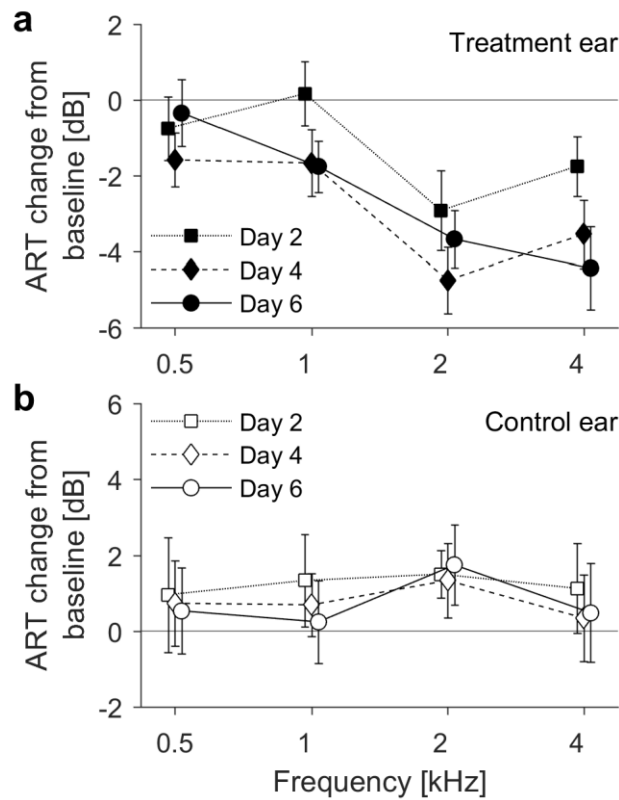 a
Treatment ear
ART change from
baseline [dB]
2
0
-2
-4
-6
Day 2
Day 4
Day 6
0.5
1
2
4
b
Control ear
ART change from
baseline [dB]
6
4
2
0
-2
Day 2
Day 4
Day 6
0.5
1
2
4
Frequency [kHz]